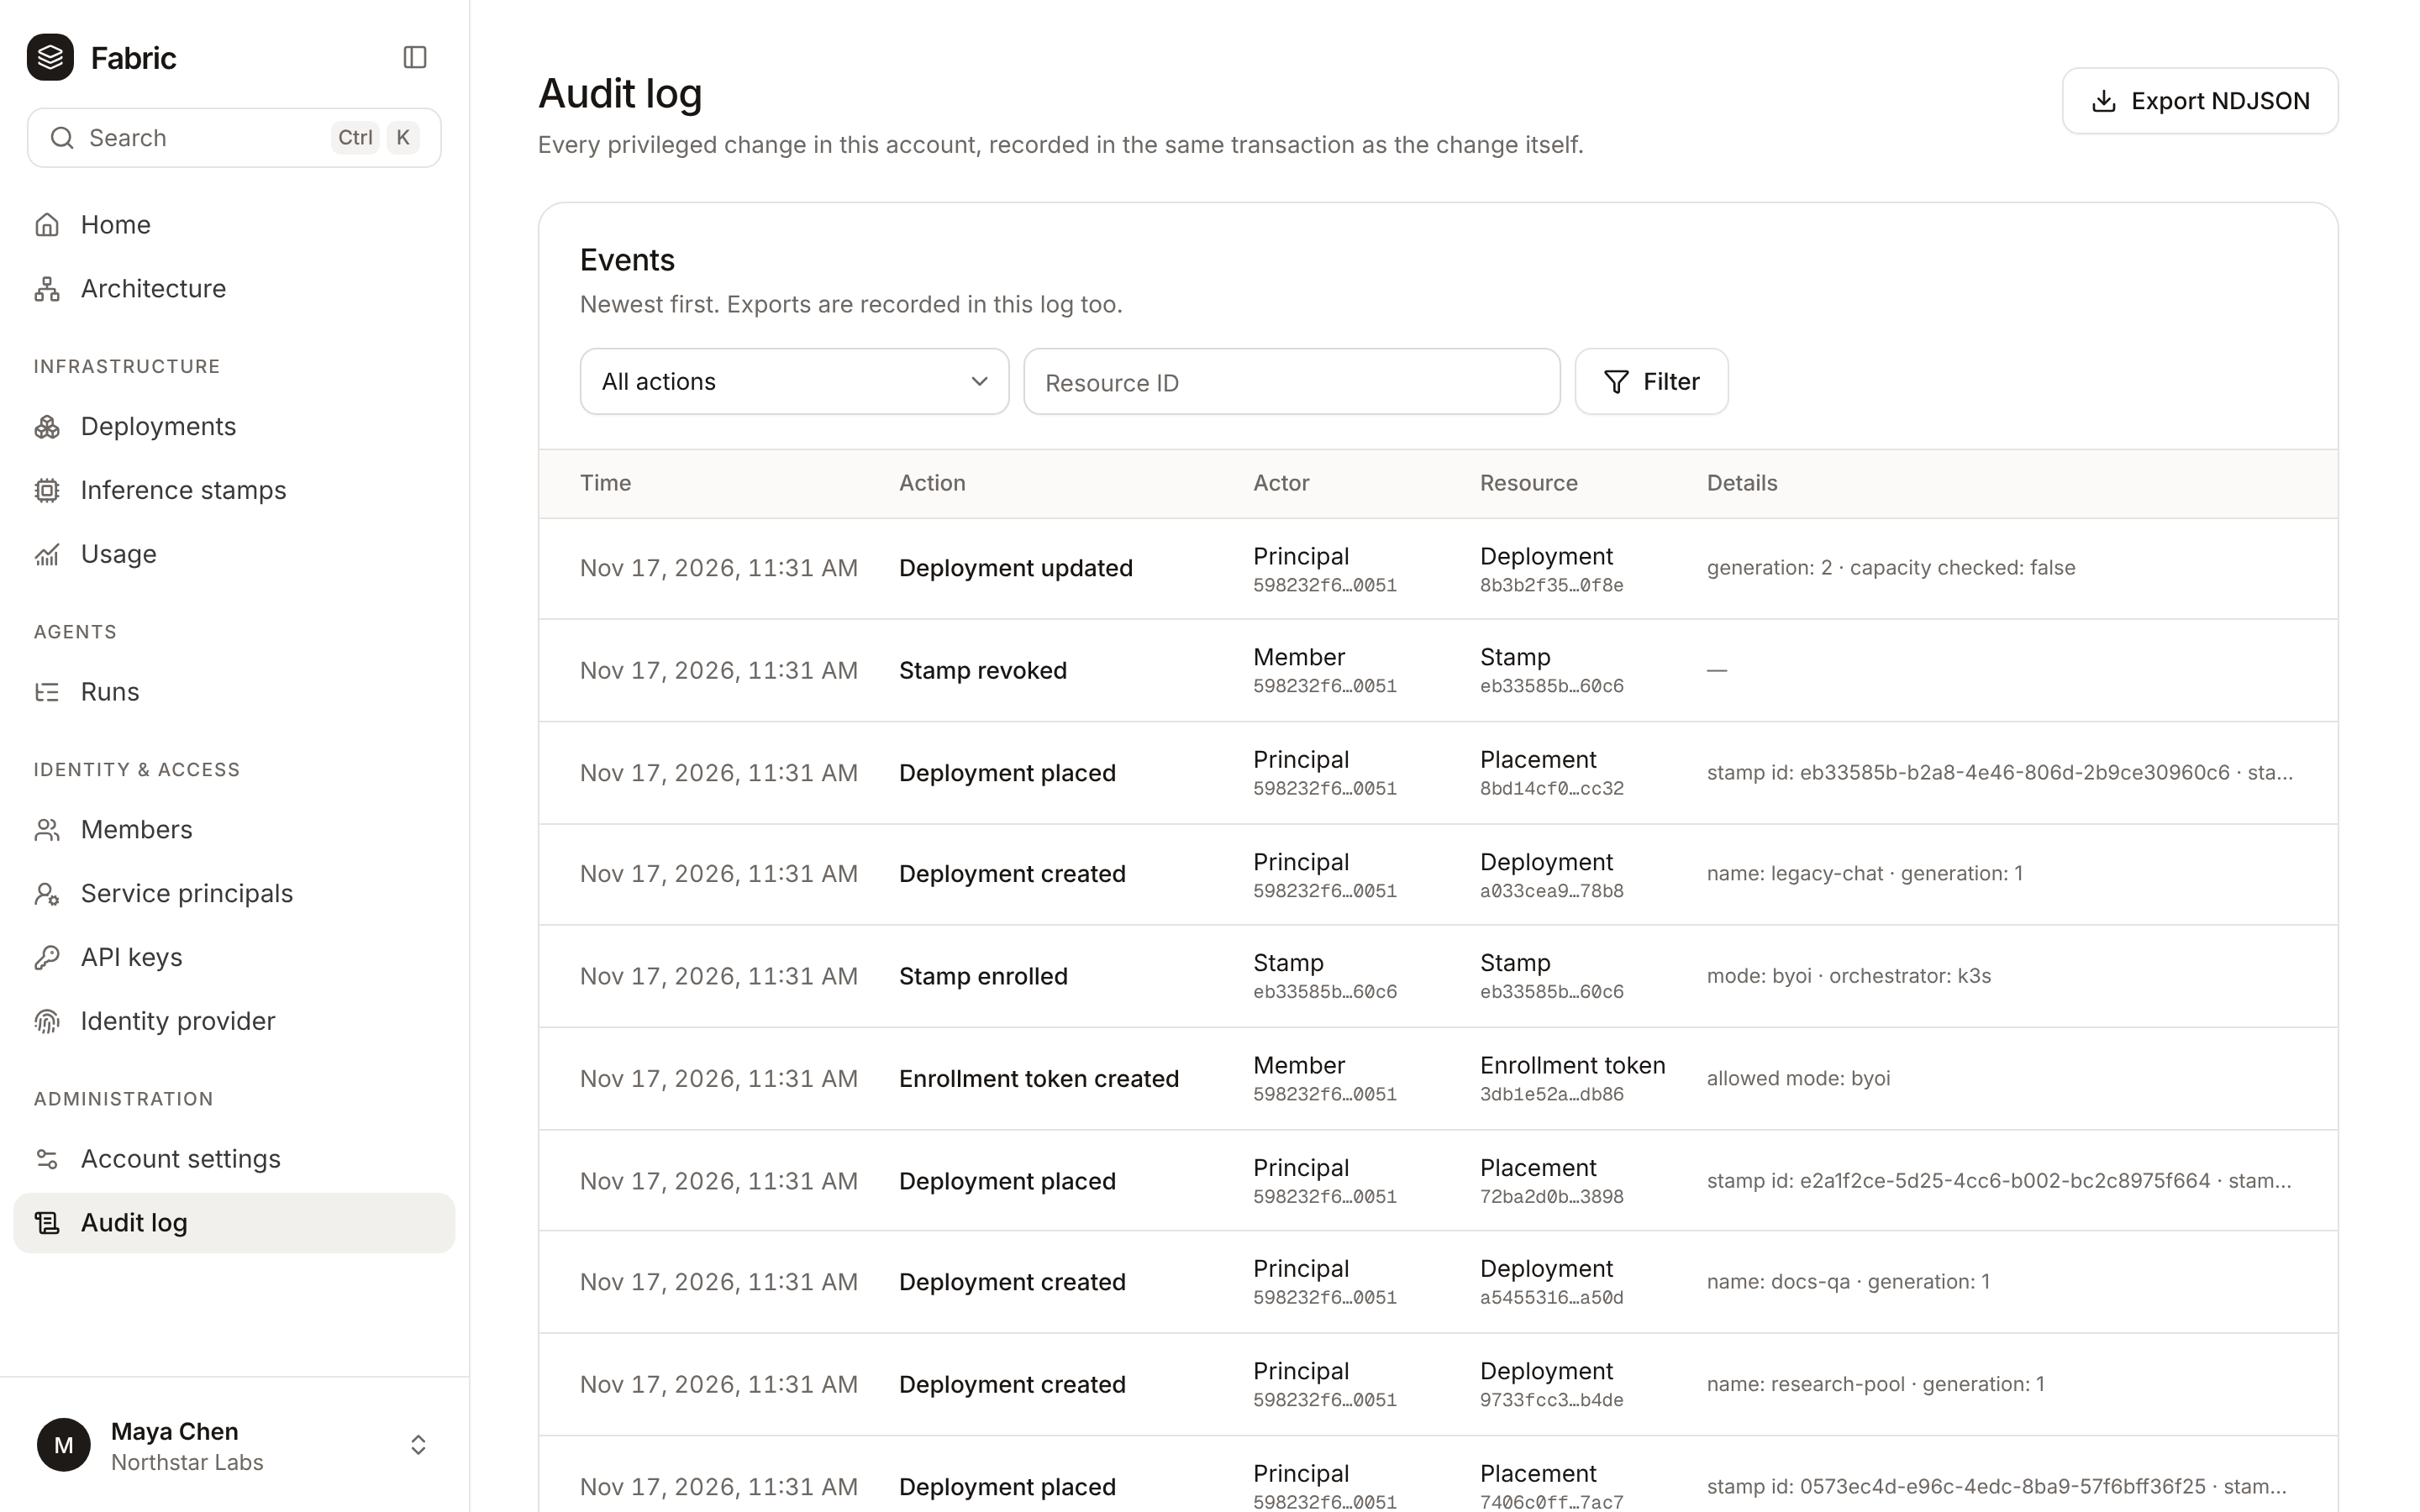 Fabric
Search Ctrl K
Home
Architecture
INFRASTRUCTURE
Deployments
Inference stamps
Usage
AGENTS
Runs
IDENTITY & ACCESS
Members
Service principals
API keys
Identity provider
ADMINISTRATION
Account settings
Audit log
M
Maya Chen
Northstar Labs
Audit log
Every privileged change in this account, recorded in the same transaction as the change itself.
Export NDJSON
Events
Newest first. Exports are recorded in this log too.
All actions Resource ID Filter
Time Action Actor Resource Details
Nov 17, 2026, 11:31 AM Deployment updated Principal Deployment generation: 2 · capacity checked: false
598232f6…0051 8b3b2f35…0f8e
Nov 17, 2026, 11:31 AM Stamp revoked Member Stamp —
598232f6…0051 eb33585b…60c6
Nov 17, 2026, 11:31 AM Deployment placed Principal Placement stamp id: eb33585b-b2a8-4e46-806d-2b9ce30960c6 · sta...
598232f6…0051 8bd14cf0…cc32
Nov 17, 2026, 11:31 AM Deployment created Principal Deployment name: legacy-chat · generation: 1
598232f6…0051 a033cea9…78b8
Nov 17, 2026, 11:31 AM Stamp enrolled Stamp Stamp mode: byoi · orchestrator: k3s
eb33585b…60c6 eb33585b…60c6
Nov 17, 2026, 11:31 AM Enrollment token created Member Enrollment token allowed mode: byoi
598232f6…0051 3db1e52a…db86
Nov 17, 2026, 11:31 AM Deployment placed Principal Placement stamp id: e2a1f2ce-5d25-4cc6-b002-bc2c8975f664 · stam...
598232f6…0051 72ba2d0b…3898
Nov 17, 2026, 11:31 AM Deployment created Principal Deployment name: docs-qa · generation: 1
598232f6…0051 a5455316…a50d
Nov 17, 2026, 11:31 AM Deployment created Principal Deployment name: research-pool · generation: 1
598232f6…0051 9733fcc3…b4de
Nov 17, 2026, 11:31 AM Deployment placed Principal Placement stamp id: 0573ec4d-e96c-4edc-8ba9-57f6bff36f25 · stam...
598232f6…0051 7406c0ff…7ac7